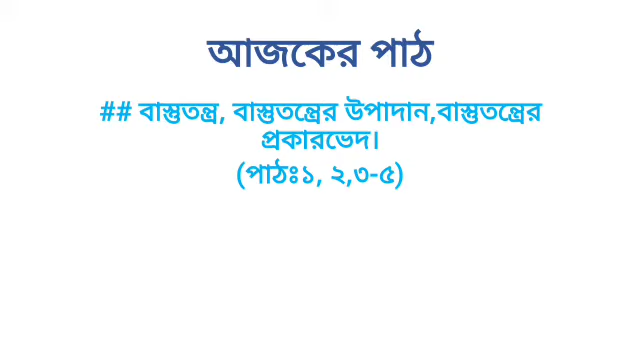 আজকের পাঠ
## বাস্তুতন্ত্র, বাস্তুতন্ত্রের উপাদান,বাস্তুতন্ত্রের
প্রকারভেদ।
(পাঠঃ১, ২,৩-৫)